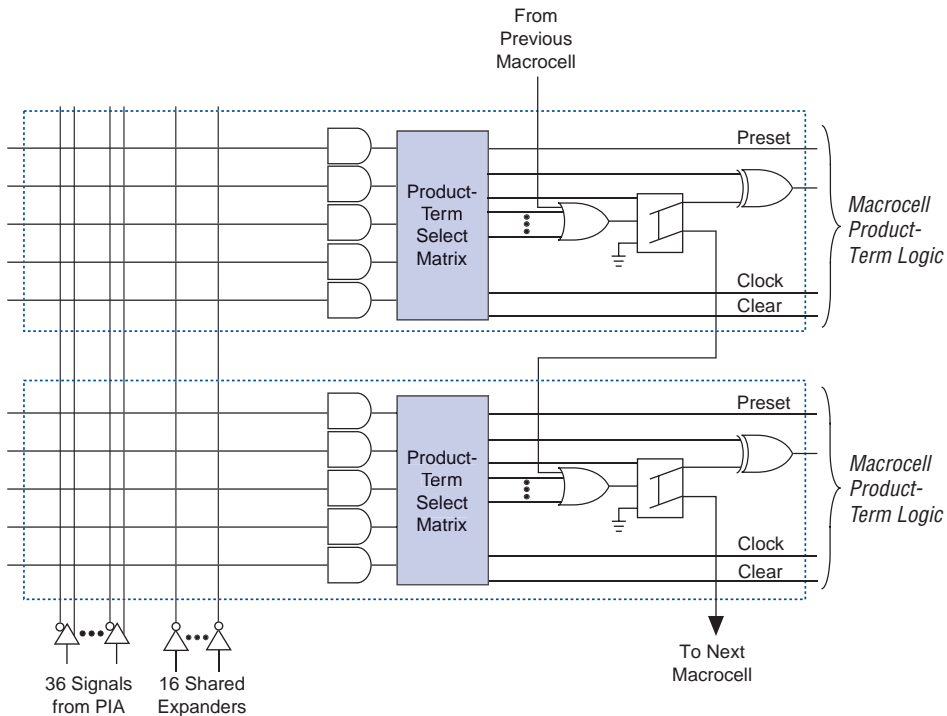 From
Previous
Macrocell
Preset
Product-
Term
Select
Matrix
Macrocell
Product-
Term Logic
Clock
Clear
Preset
Product-
Term
Select
Matrix
Macrocell
Product-
Term Logic
Clock
Clear
To Next
Macrocell
36 Signals
from PIA
16 Shared
Expanders